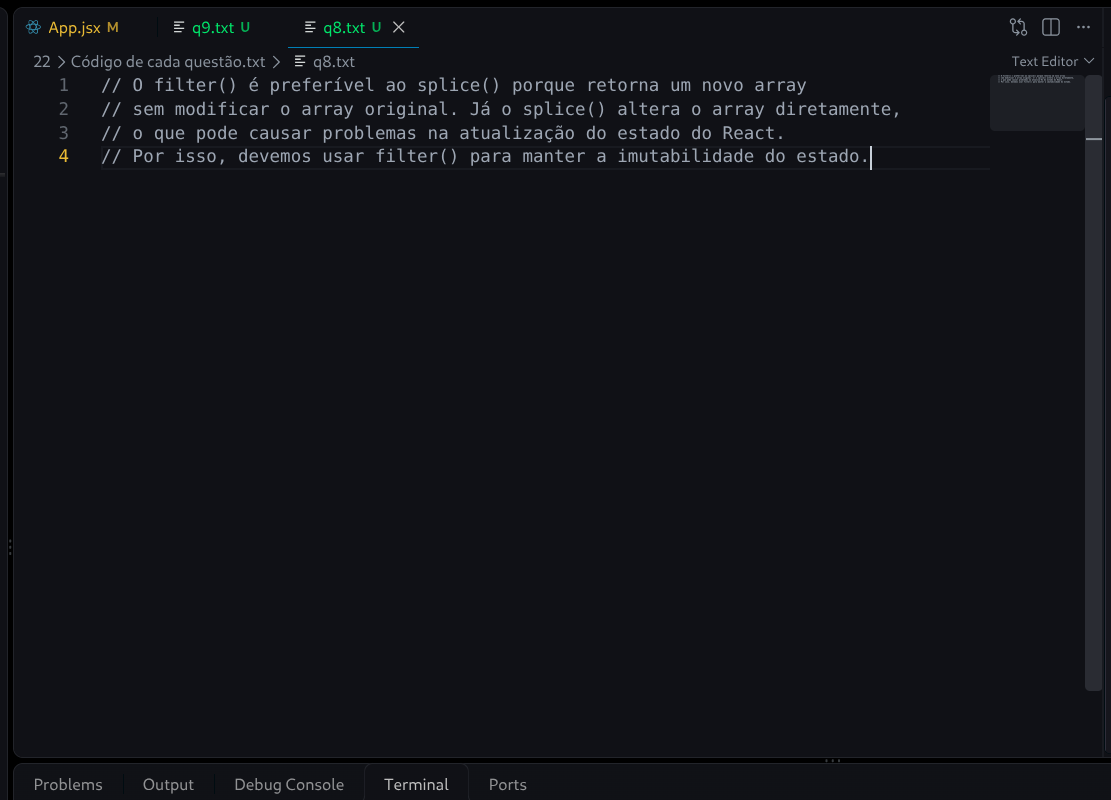 App.jsx M
q9.txt U
q8.txt U
22 > Código de cada questão.txt > q8.txt
Text Editor
1 // O filter() é preferível ao splice() porque retorna um novo array
2 // sem modificar o array original. Já o splice() altera o array diretamente,
3 // o que pode causar problemas na atualização do estado do React.
4 // Por isso, devemos usar filter() para manter a imutabilidade do estado.
Problems
Output
Debug Console
Terminal
Ports